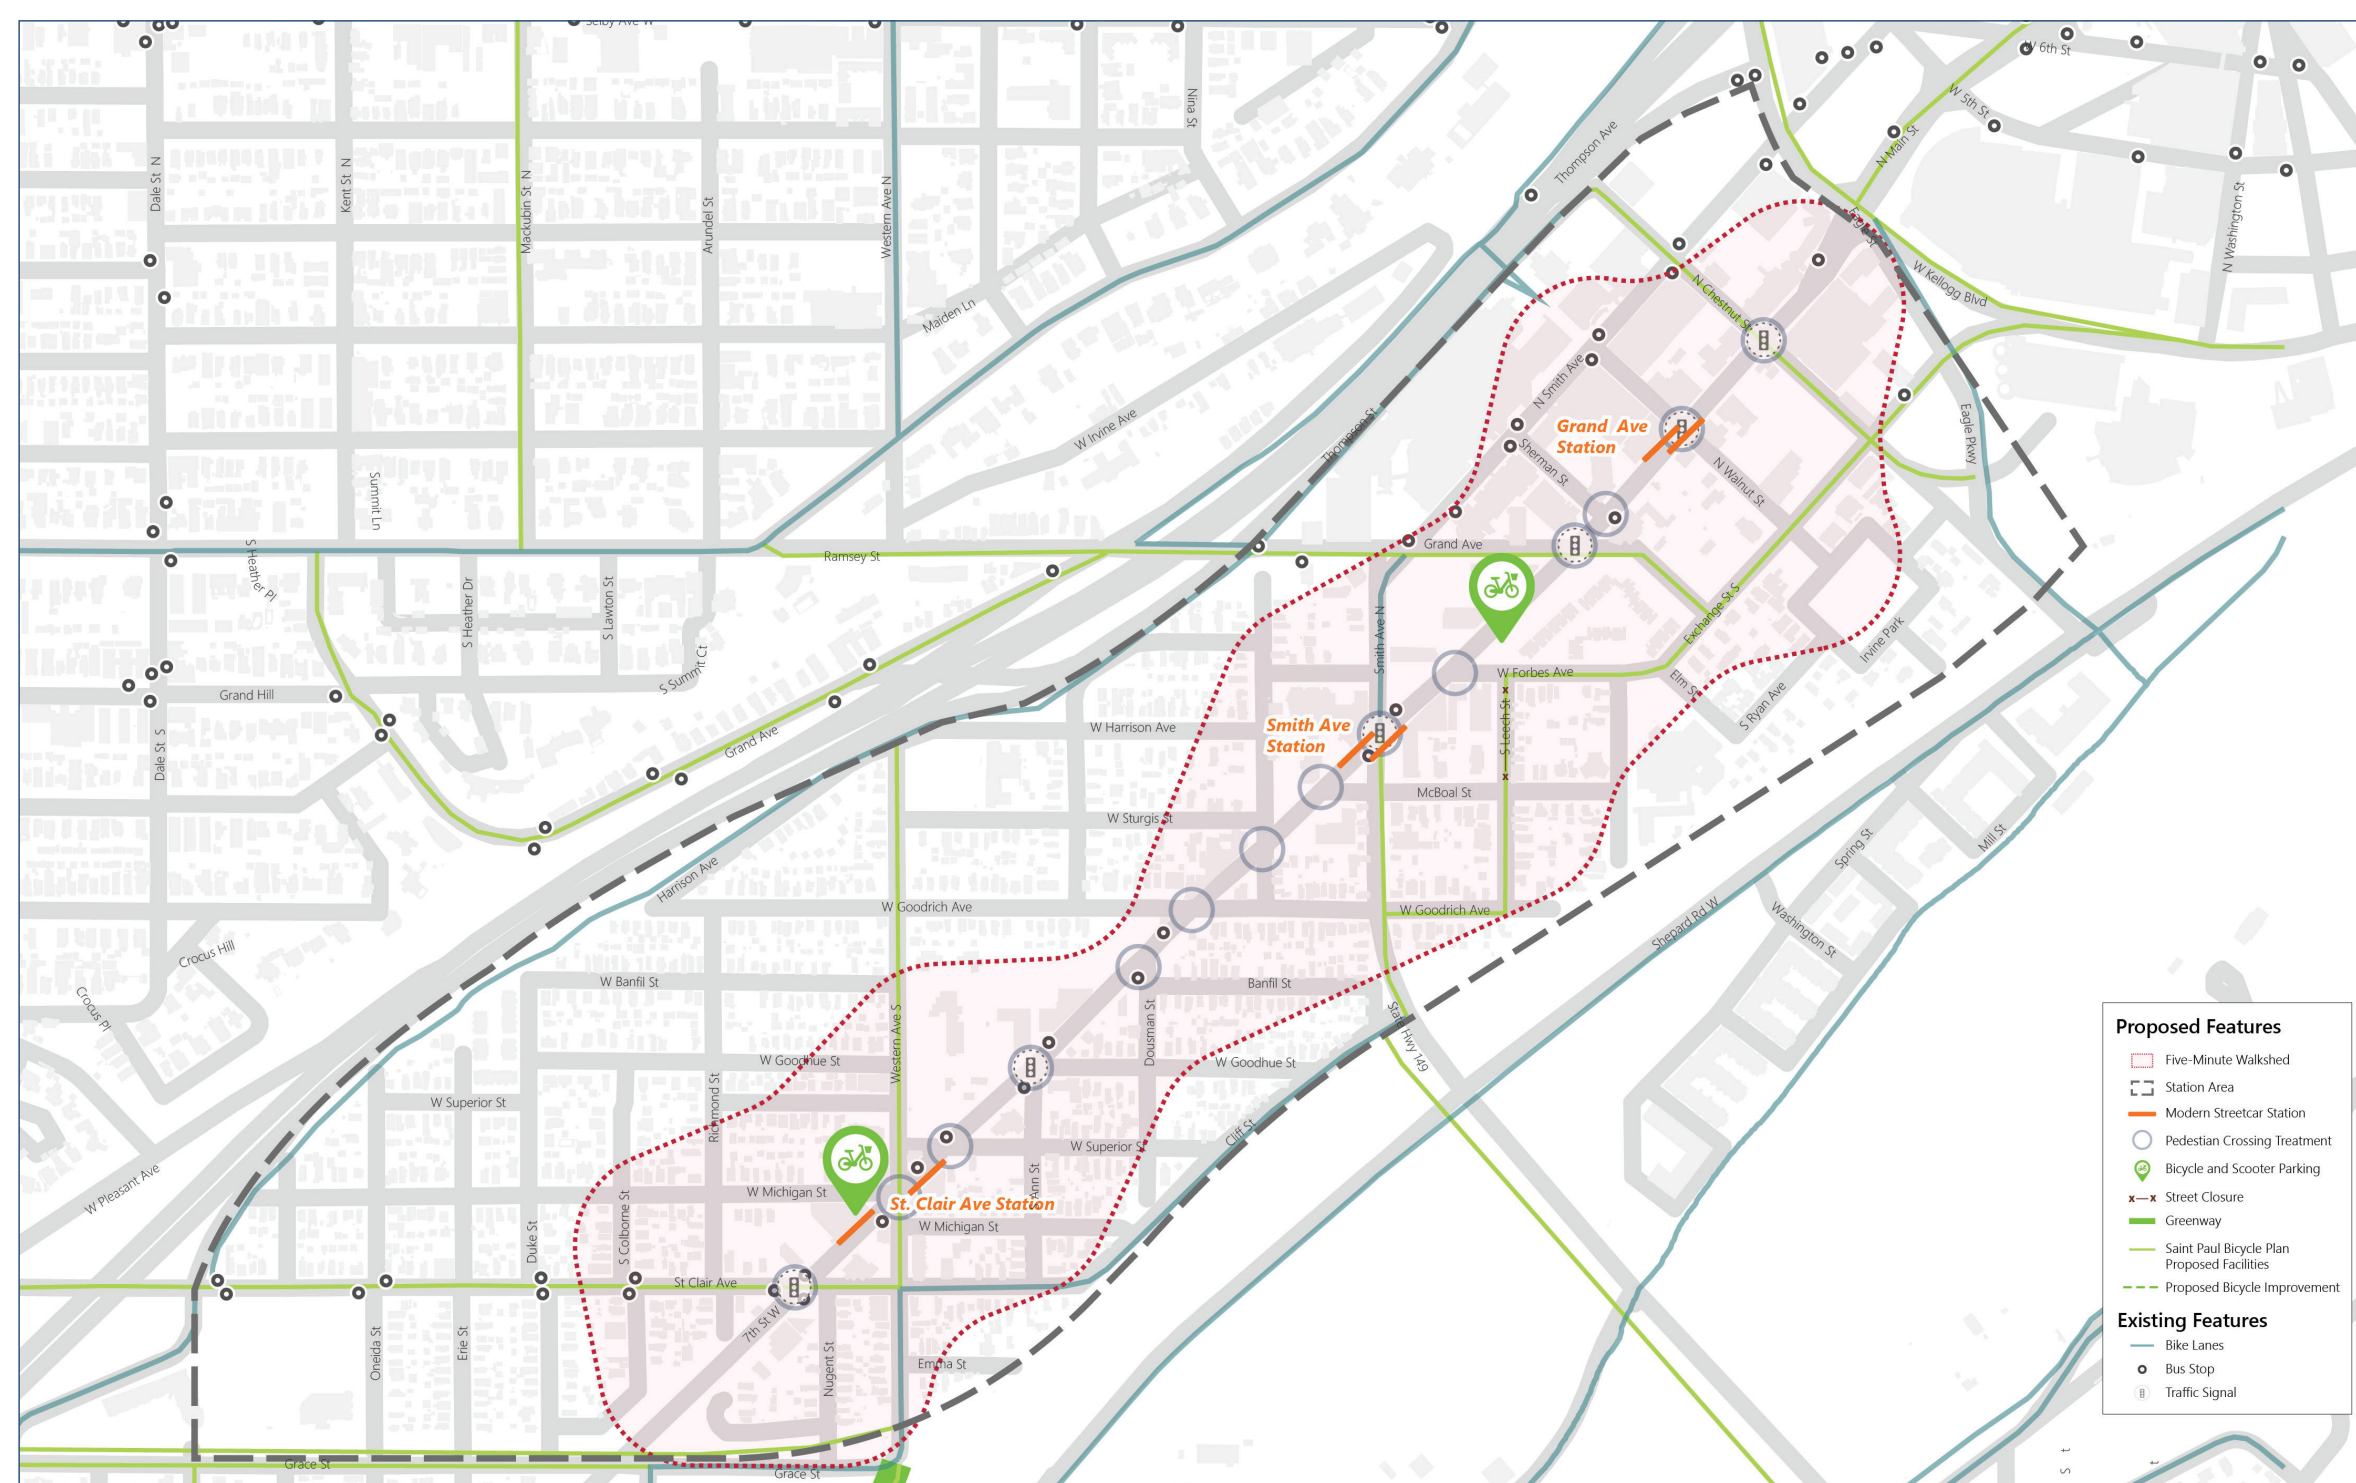 Selby Ave W
W 6th St
W 5th St
N Main St
Nina St
Thompson Ave
Dale St N
Kent St N
Mackubin St N
Arundel St
Western Ave N
N Washington St
Eagle St
W Kellogg Blvd
Maiden Ln
N Chestnut St
N Smith Ave
W Irvine Ave
Thompson St
Grand Ave
Station
Sherman St
N Walnut St
Eagle Pkwy
Summit Ln
S Heather Pl
Ramsey St
Grand Ave
S Heather Dr
S Lawton St
S Summit Ct
Smith Ave N
Exchange St S
Irvine Park
W Forbes Ave
Elm St
S Ryan Ave
Grand Hill
Dale St S
Grand Ave
W Harrison Ave
Smith Ave
Station
S Leech St
W Sturgis St
McBoal St
Harrison Ave
Spring St
Mill St
W Goodrich Ave
W Goodrich Ave
Shepard Rd W
Washington St
Crocus Hill
Crocus Pl
W Banfil St
Banfil St
Western Ave S
Dousman St
State Hwy 149
W Goodhue St
W Goodhue St
W Superior St
Richmond St
Cliff St
W Superior St
W Pleasant Ave
W Michigan St
S Ann St
St. Clair Ave Station
S Colborne St
Duke St
W Michigan St
St Clair Ave
7th St W
Oneida St
Erie St
Nugent St
Emma St
Grace St
Grace St
Proposed Features
Five-Minute Walkshed
Station Area
Modern Streetcar Station
Pedestian Crossing Treatment
Bicycle and Scooter Parking
x—x Street Closure
Greenway
Saint Paul Bicycle Plan
Proposed Facilities
Proposed Bicycle Improvement
Existing Features
Bike Lanes
Bus Stop
Traffic Signal